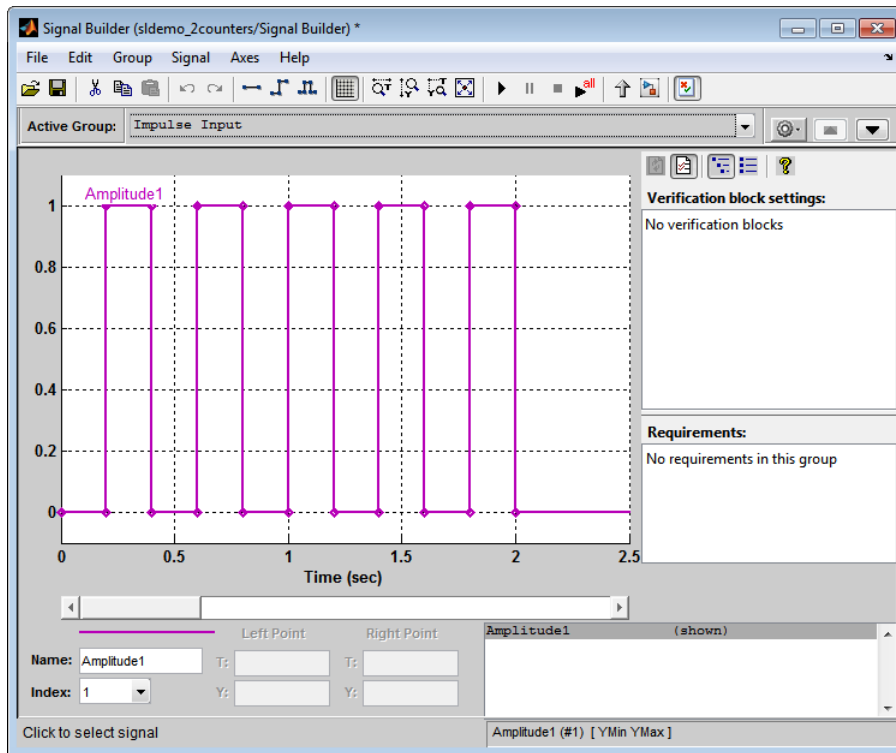 Signal Builder (sldemo_2counters/Signal Builder) *
File Edit Group Signal Axes Help
all
Active Group: Impulse Input
Verification block settings:
No verification blocks
Amplitude1
1
0.8
0.6
0.4
0.2
0
0 0.5 1 1.5 2 2.5
Time (sec)
Requirements:
No requirements in this group
Left Point Right Point
Name: Amplitude1 T: T:
Index: 1 Y: Y:
Amplitude1 (shown)
Click to select signal
Amplitude1 (#1) [ YMin YMax ]